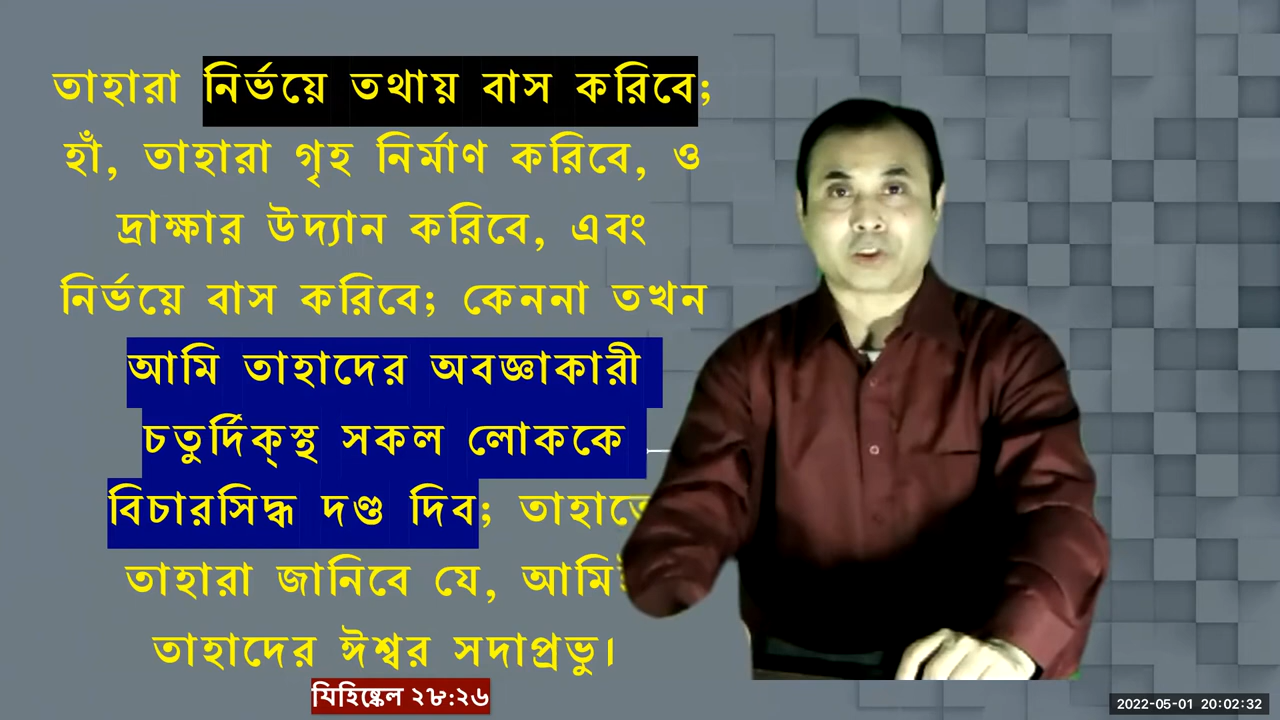 তাহারা নির্ভয়ে তথায় বাস করিবে;
হাঁ, তাহারা গৃহ নির্মাণ করিবে, ও
দ্রাক্ষার উদ্যান করিবে, এবং
নির্ভয়ে বাস করিবে; কেননা তখন
আমি তাহাদের অবজ্ঞাকারী
চতুর্দিক্‌স্থ সকল লোককে
বিচারসিদ্ধ দণ্ড দিব; তাহাতে
তাহারা জানিবে যে, আমিই
তাহাদের ঈশ্বর সদাপ্রভু।
যিহিষ্কেল ২৮:২৬
2022-05-01 20:02:32